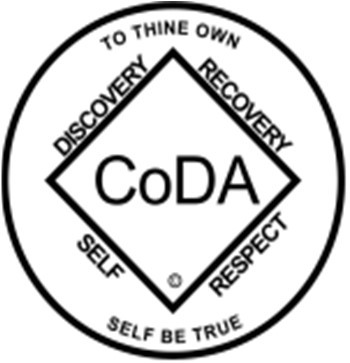 TO THINE OWN
DISCOVERY
RECOVERY
CoDA
SELF
RESPECT
©
SELF BE TRUE